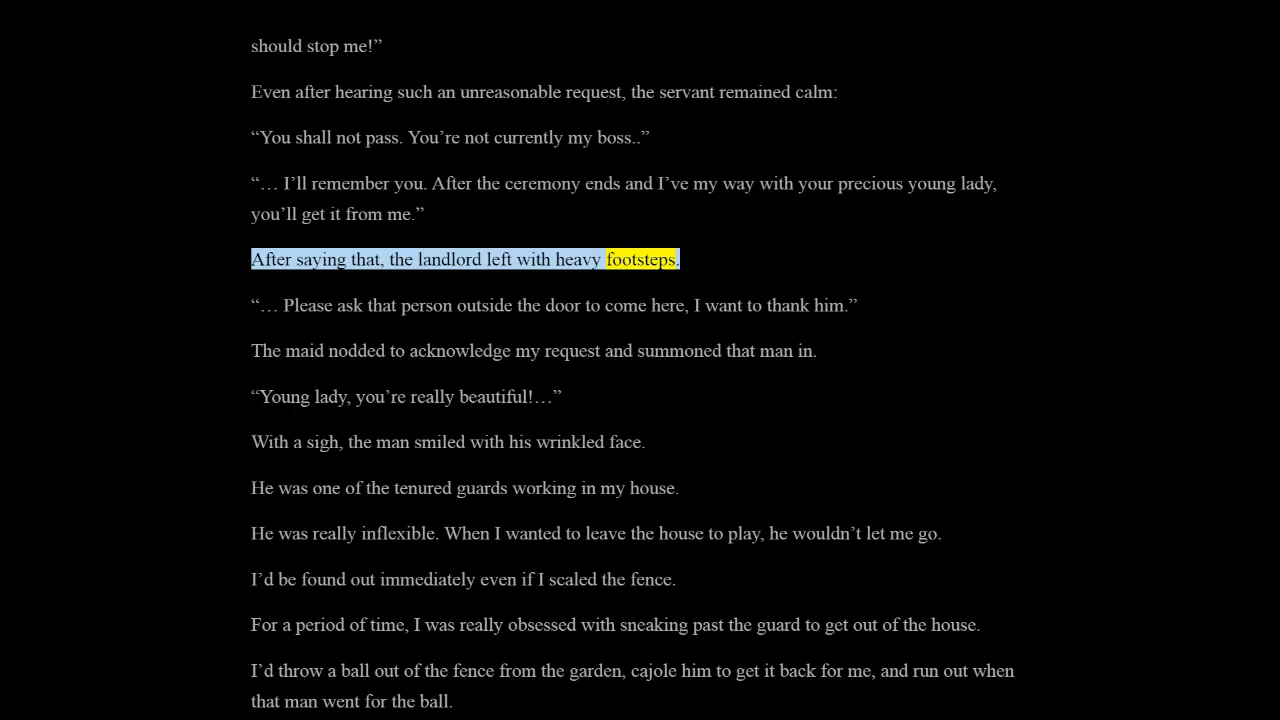 should stop me!”
Even after hearing such an unreasonable request, the servant remained calm:
“You shall not pass. You’re not currently my boss..”
“… I’ll remember you. After the ceremony ends and I’ve my way with your precious young lady,
you’ll get it from me.”
After saying that, the landlord left with heavy footsteps.
“… Please ask that person outside the door to come here, I want to thank him.”
The maid nodded to acknowledge my request and summoned that man in.
“Young lady, you’re really beautiful!…”
With a sigh, the man smiled with his wrinkled face.
He was one of the tenured guards working in my house.
He was really inflexible. When I wanted to leave the house to play, he wouldn’t let me go.
I’d be found out immediately even if I scaled the fence.
For a period of time, I was really obsessed with sneaking past the guard to get out of the house.
I’d throw a ball out of the fence from the garden, cajole him to get it back for me, and run out when
that man went for the ball.